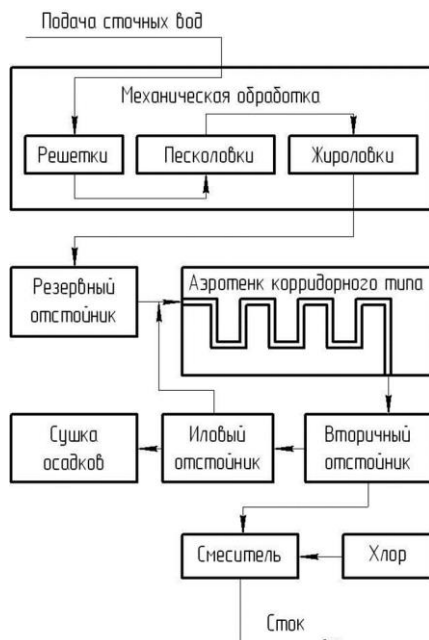 Подача сточных вод
Механическая обработка
Решетки
Песколовки
Жироловки
Резервный
отстойник
Аэротенк корридорного типа
Сушка
осадков
Иловый
отстойник
Вторичный
отстойник
Смеситель
Хлор
Сток